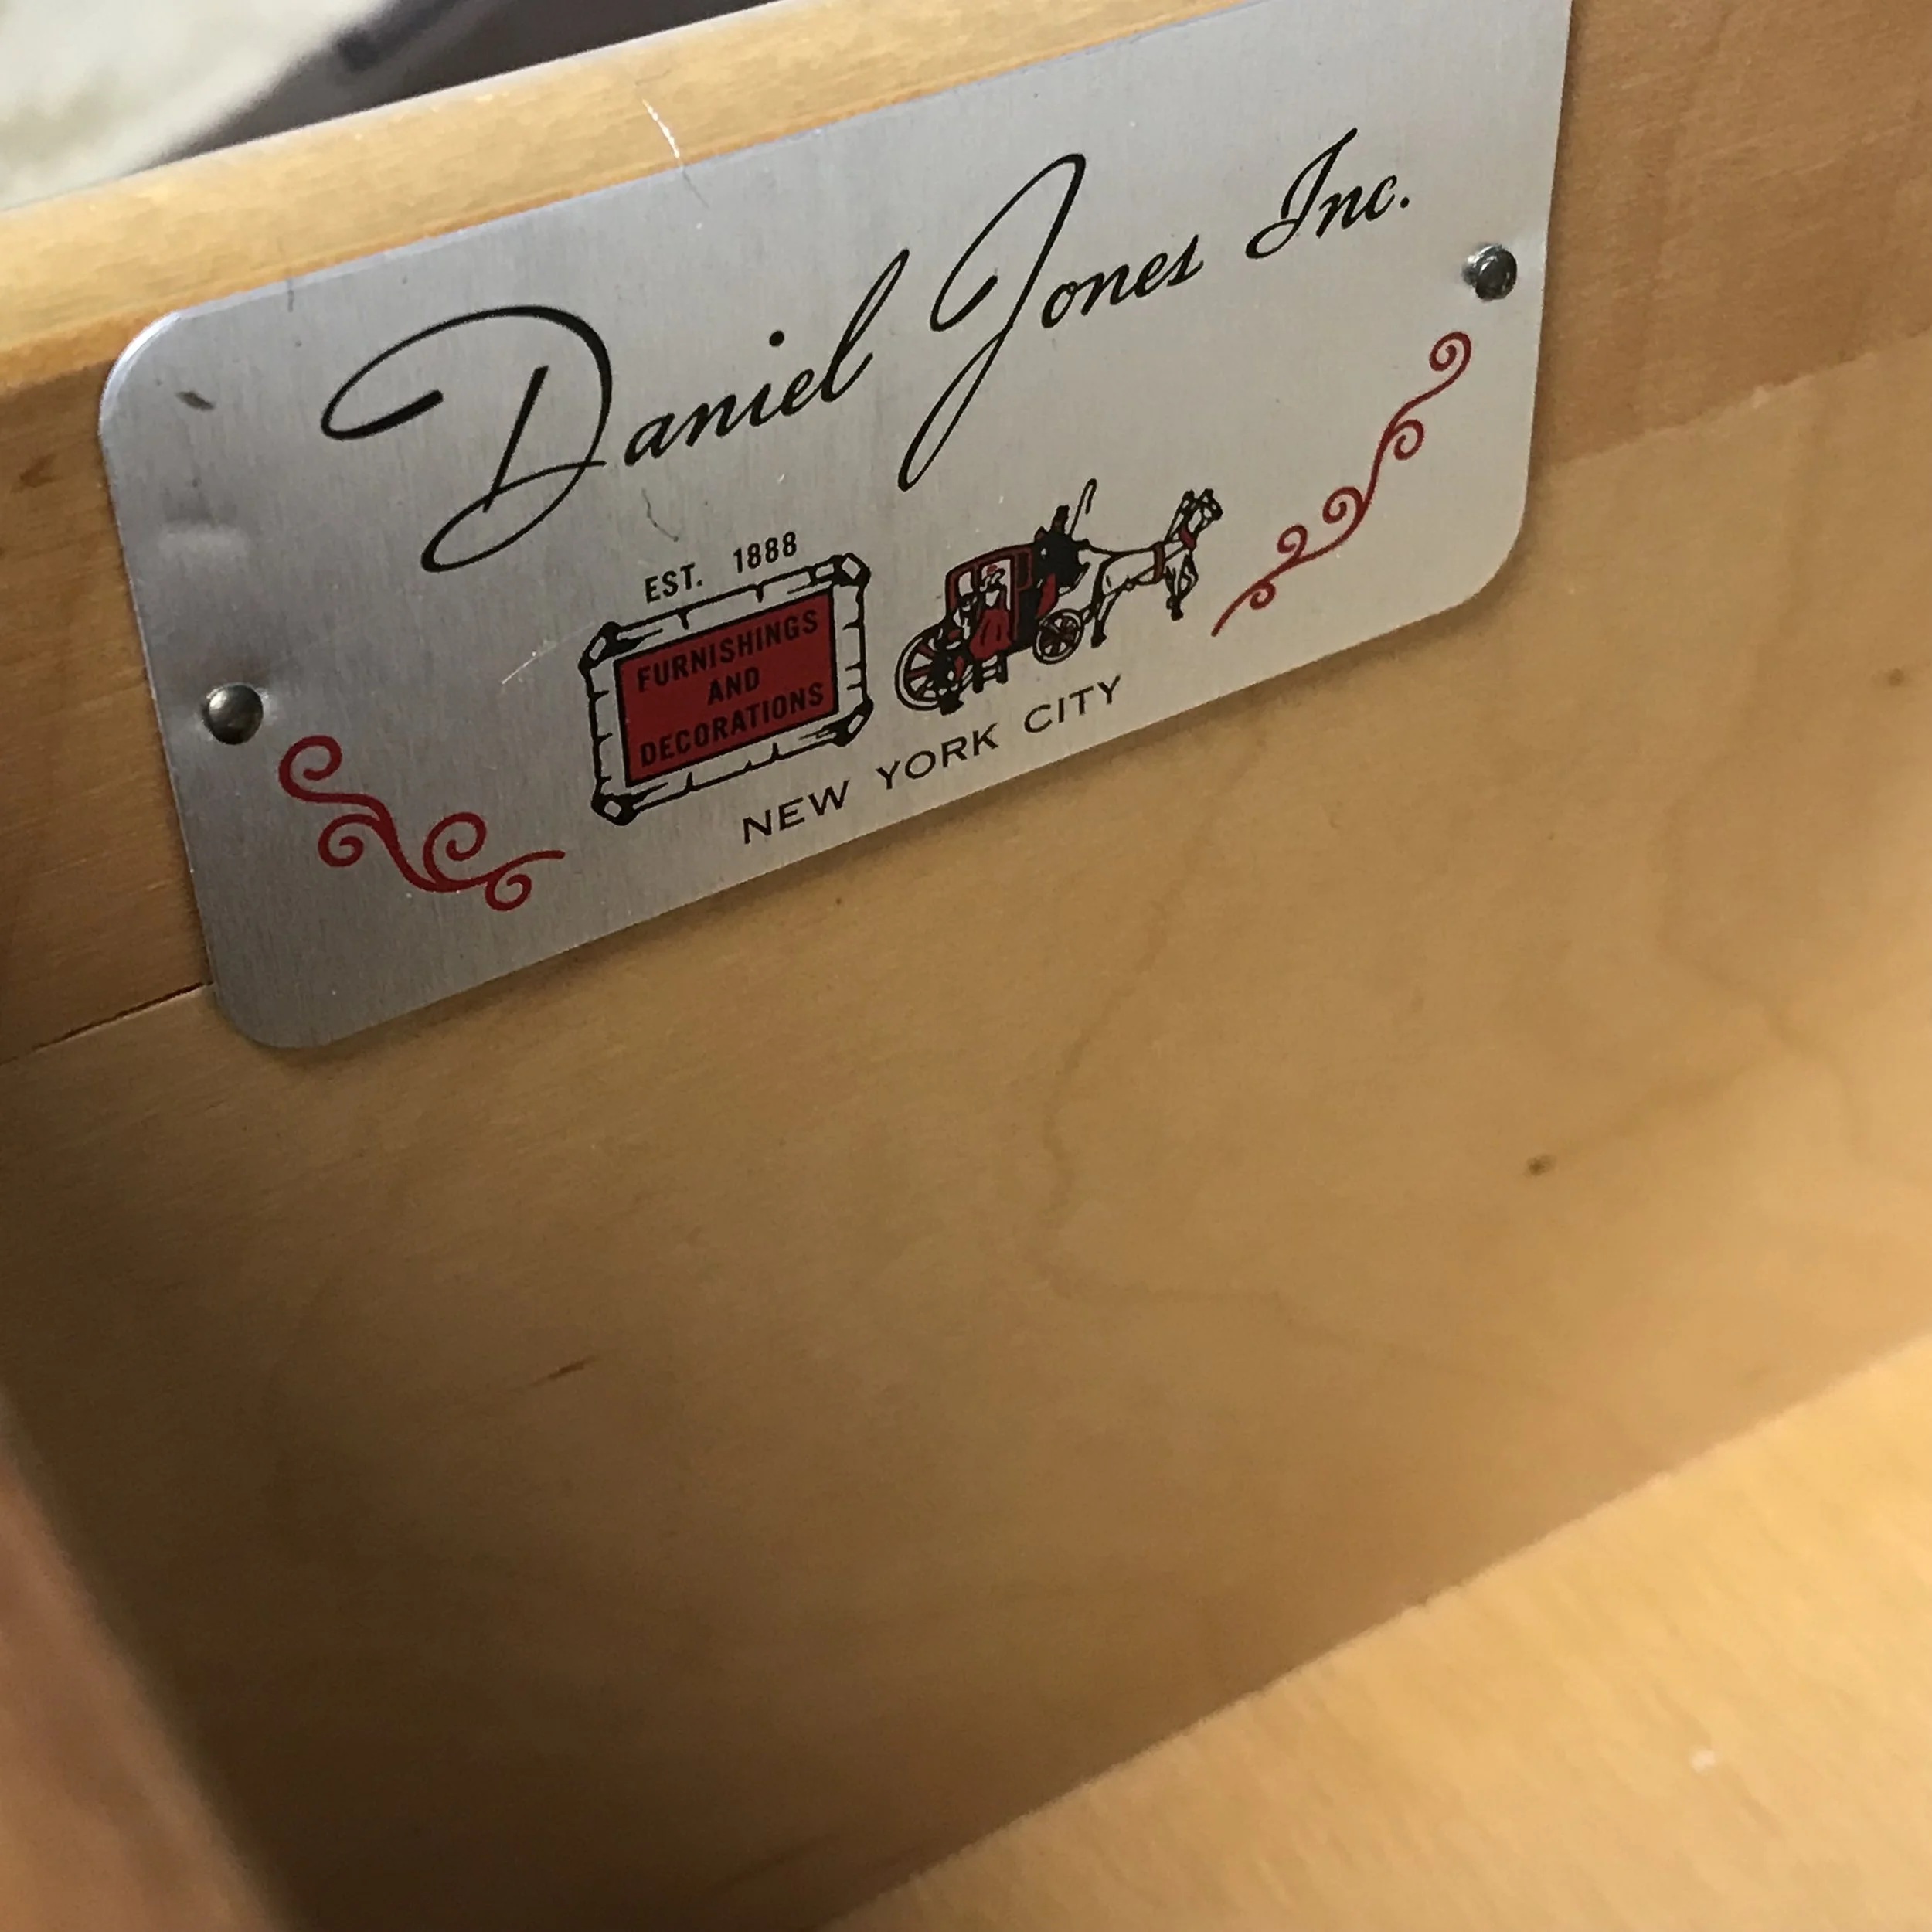 Daniel Jones Inc.
EST. 1888
FURNISHINGS
AND
DECORATIONS
NEW YORK CITY